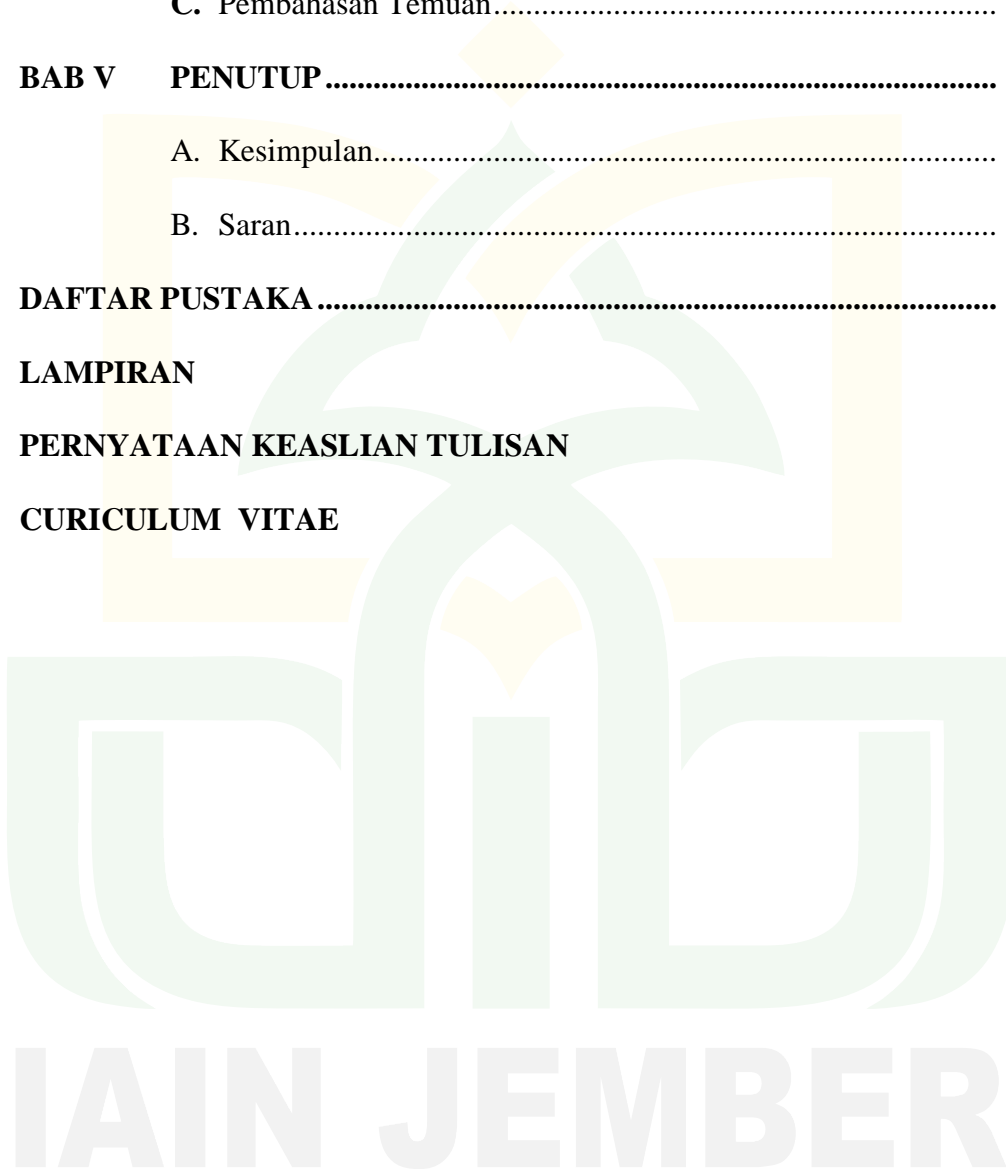 C. Pembahasan Temuan..............................................................................
BAB V PENUTUP....................................................................................
A. Kesimpulan..............................................................................
B. Saran........................................................................................
DAFTAR PUSTAKA.....................................................................................
LAMPIRAN
PERNYATAAN KEASLIAN TULISAN
CURICULUM VITAE
IAIN JEMBER